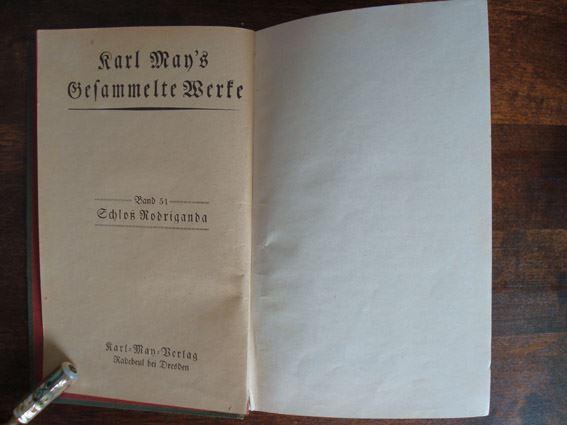 Karl May's
Gesammelte Werke
Band 51
Schloß Rodriganda
Karl-May-Verlag
Radebeul bei Dresden